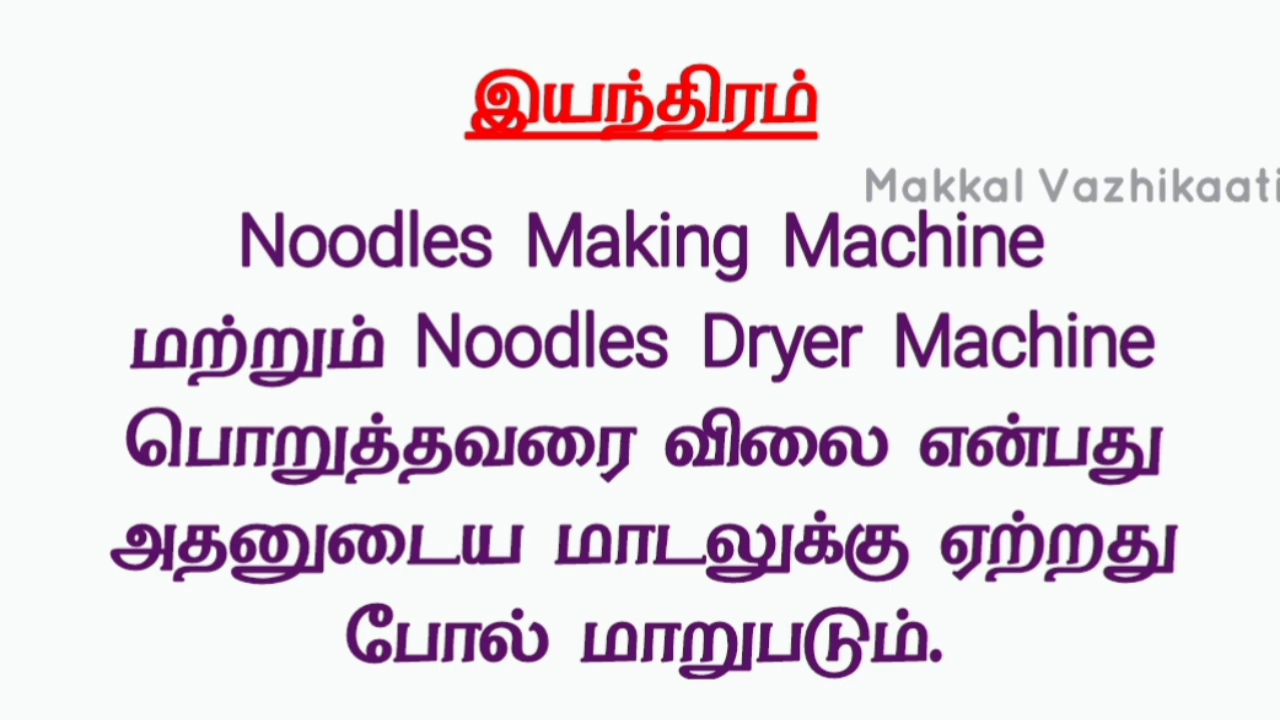 இயந்திரம்
Makkal Vazhikaati
Noodles Making Machine
மற்றும் Noodles Dryer Machine
பொறுத்தவரை விலை என்பது
அதனுடைய மாடலுக்கு ஏற்றது
போல் மாறுபடும்.